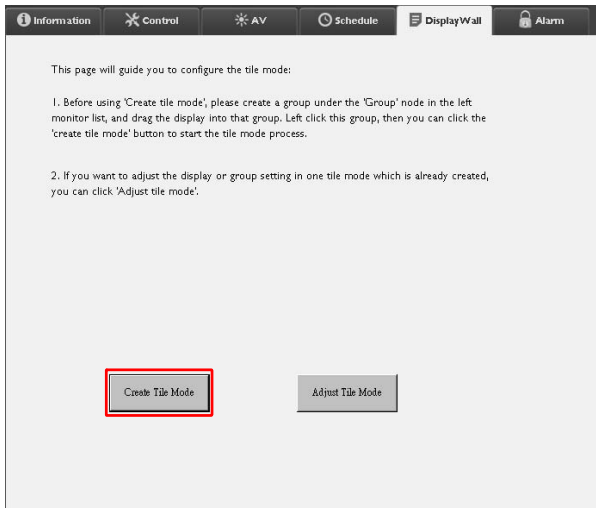 Information Control AV Schedule DisplayWall Alarm
This page will guide you to configure the tile mode:
1. Before using 'Create tile mode', please create a group under the 'Group' node in the left
monitor list, and drag the display into that group. Left click this group, then you can click the
'create tile mode' button to start the tile mode process.
2. If you want to adjust the display or group setting in one tile mode which is already created,
you can click 'Adjust tile mode'.
Create Tile Mode Adjust Tile Mode